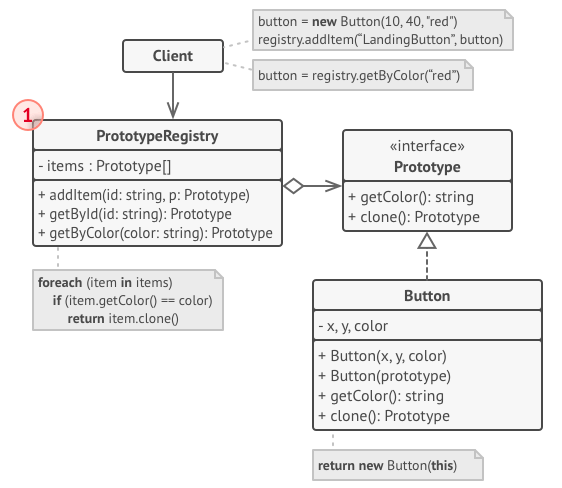 button = new Button(10, 40, "red")
registry.addItem(“LandingButton”, button)
Client
button = registry.getByColor(“red”)
1
PrototypeRegistry
- items : Prototype[]
+ addItem(id: string, p: Prototype)
+ getById(id: string): Prototype
+ getByColor(color: string): Prototype
«interface»
Prototype
+ getColor(): string
+ clone(): Prototype
foreach (item in items)
if (item.getColor() == color)
return item.clone()
Button
- x, y, color
+ Button(x, y, color)
+ Button(prototype)
+ getColor(): string
+ clone(): Prototype
return new Button(this)